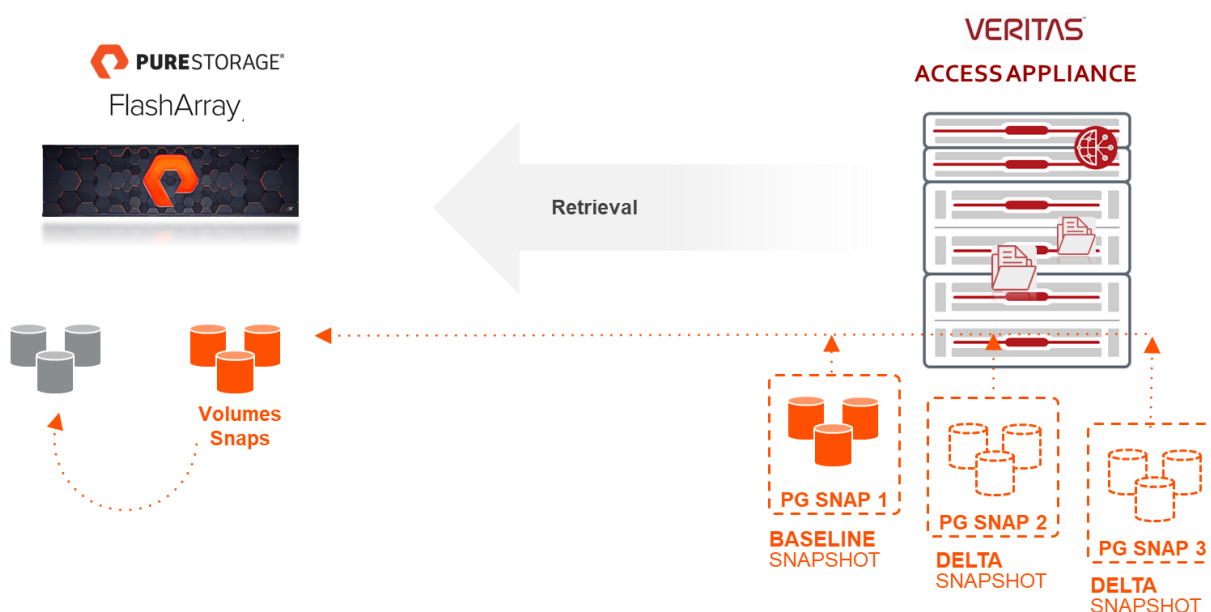 PURESTORAGE®
FlashArray
VERITAS™
ACCESS APPLIANCE
Retrieval
Volumes
Snaps
PG SNAP 1
BASELINE
SNAPSHOT
PG SNAP 2
DELTA
SNAPSHOT
PG SNAP 3
DELTA
SNAPSHOT